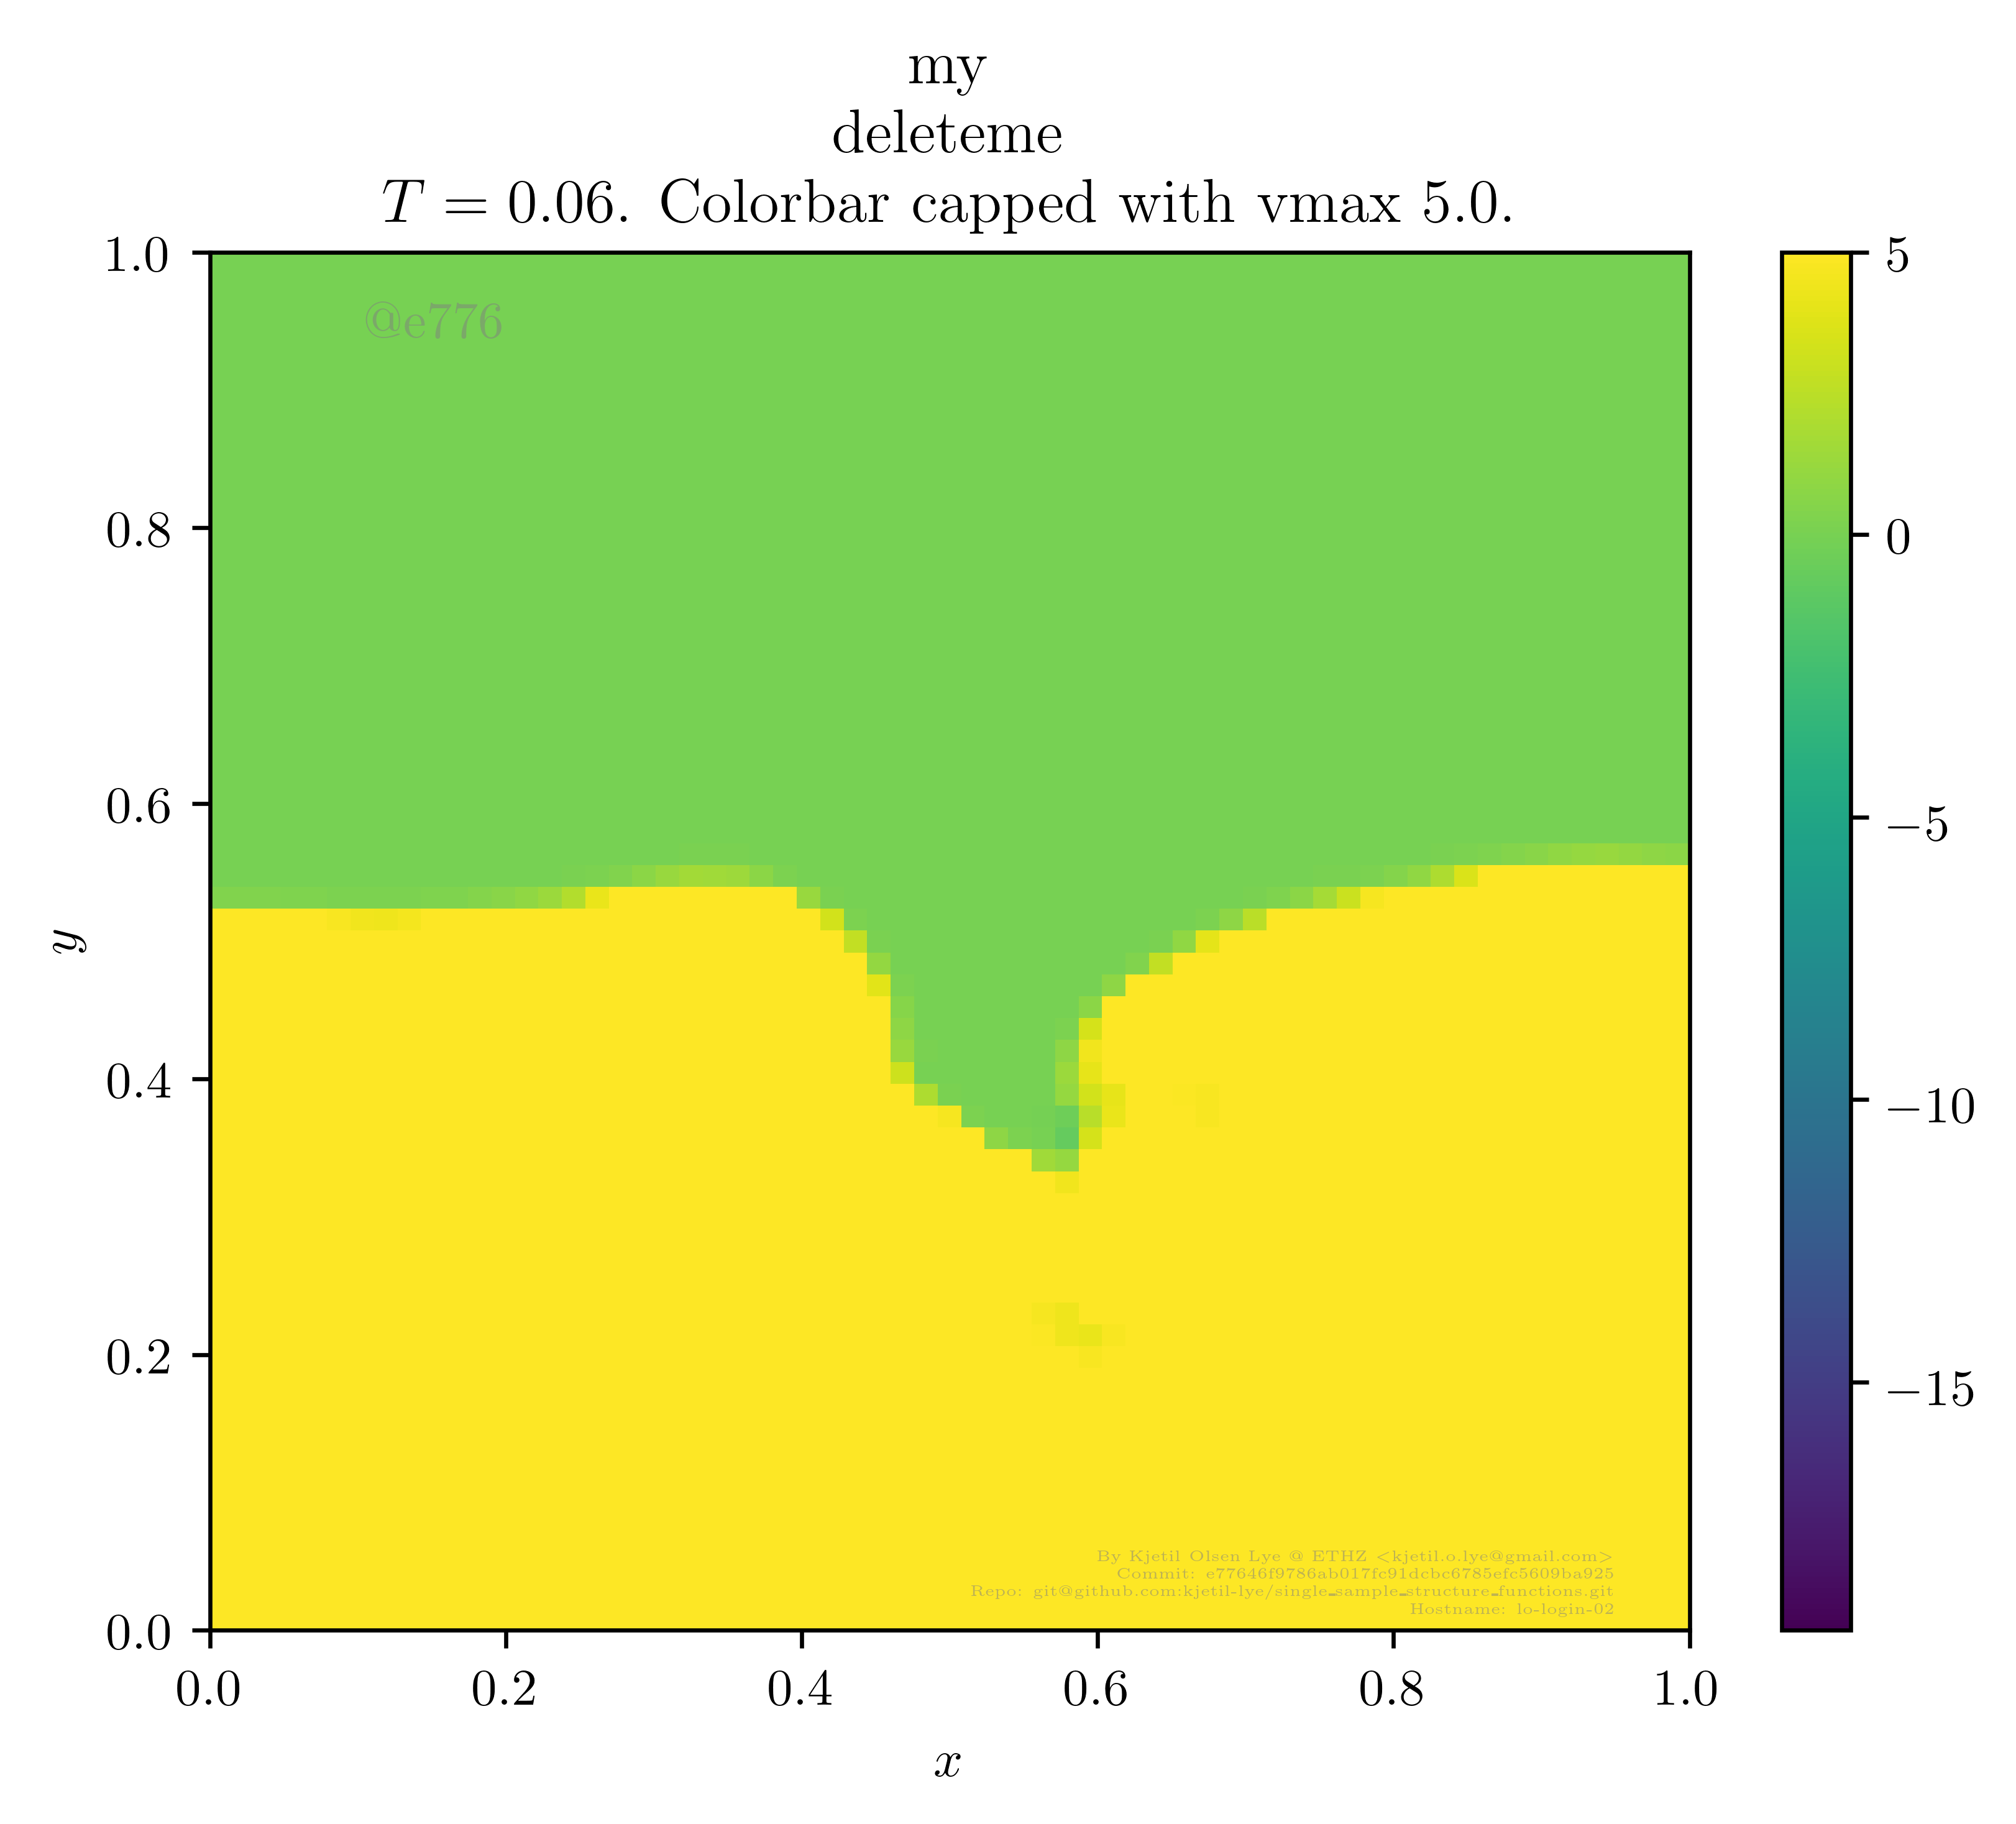 my
deleteme
T = 0.06. Colorbar capped with vmax 5.0.
@e776
1.0
0.8
0.6
0.4
0.2
0.0
y
0.0 0.2 0.4 0.6 0.8 1.0
x
5
0
−5
−10
−15
By Kjetil Olsen Lye @ ETHZ <kjetil.o.lye@gmail.com>
Commit: e77646f9786ab017fc91dcbc6785efc5609ba925
Repo: git@github.com:kjetil-lye/single_sample_structure_functions.git
Hostname: lo-login-02